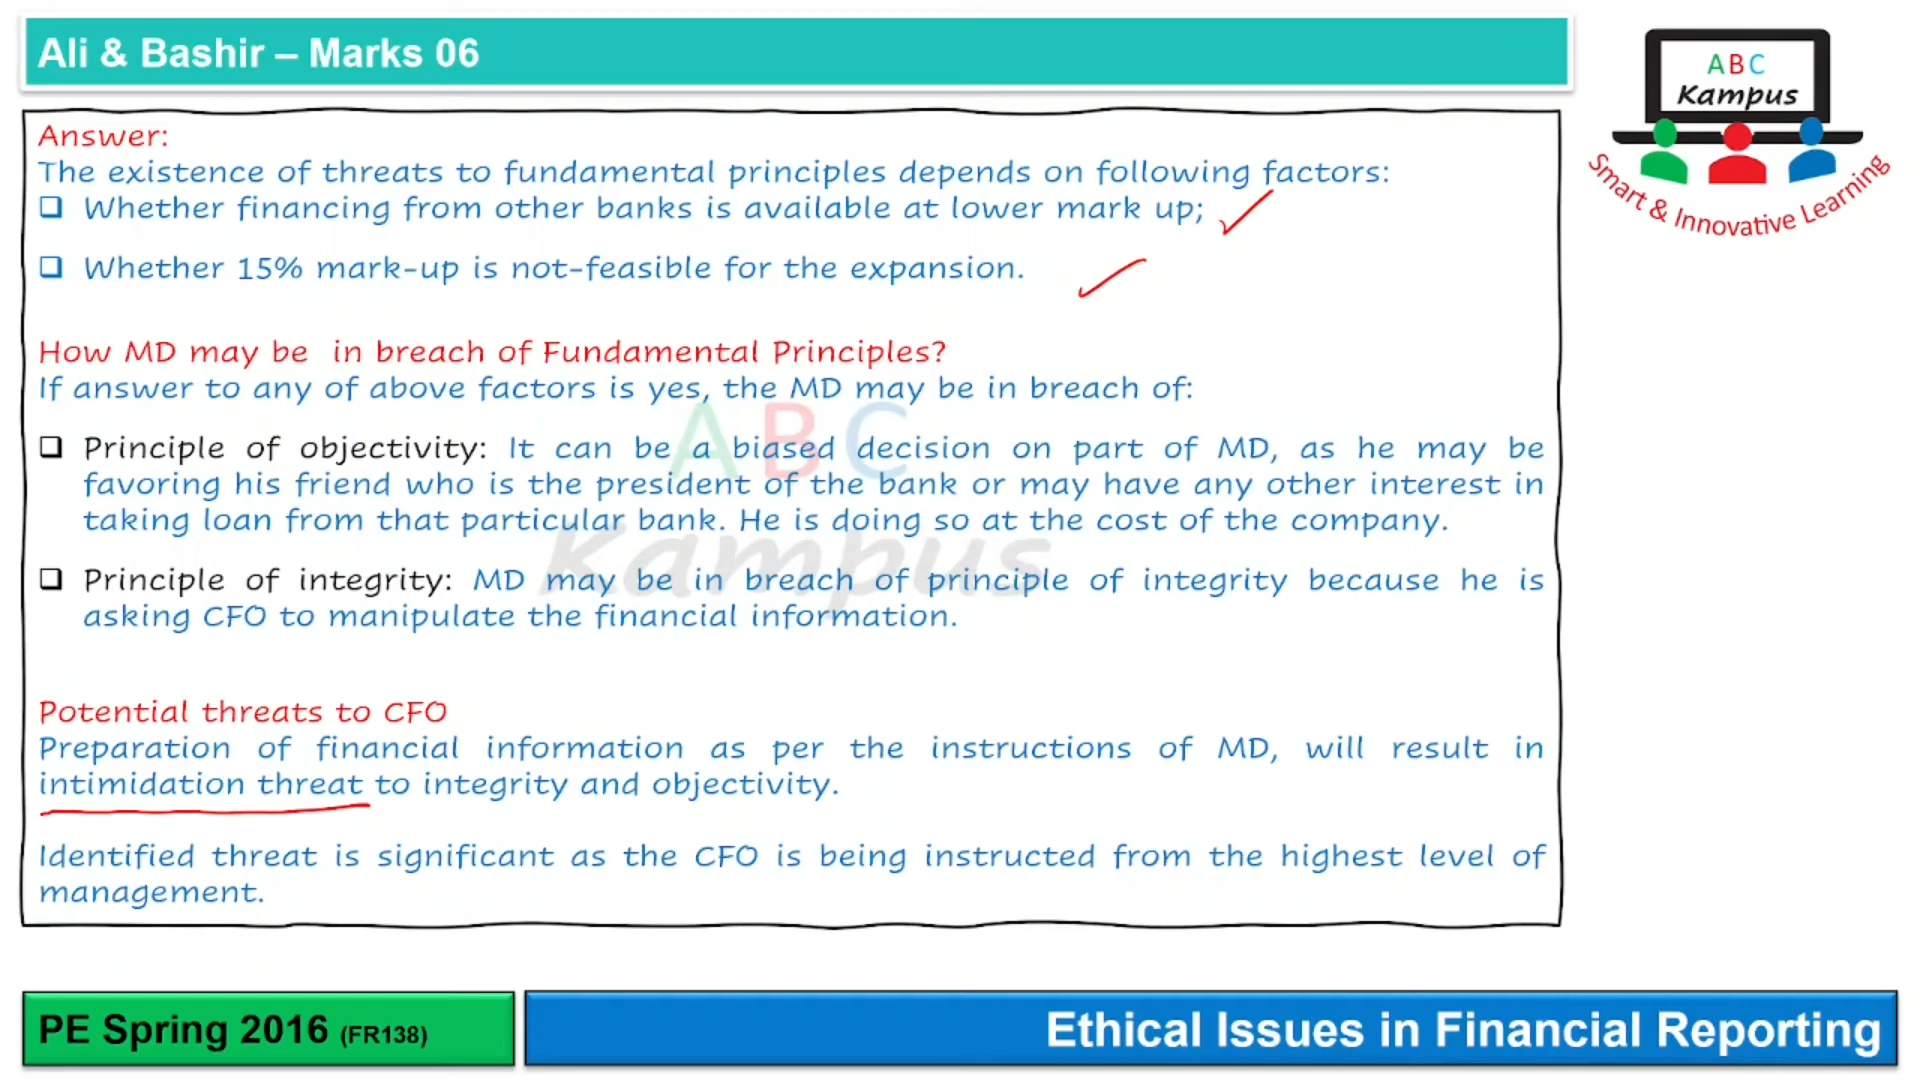 Ali & Bashir – Marks 06
ABC
Kampus
Smart & Innovative Learning
Answer:
The existence of threats to fundamental principles depends on following factors:
❑ Whether financing from other banks is available at lower mark up;
❑ Whether 15% mark-up is not-feasible for the expansion.
How MD may be in breach of Fundamental Principles?
If answer to any of above factors is yes, the MD may be in breach of:
❑ Principle of objectivity: It can be a biased decision on part of MD, as he may be
favoring his friend who is the president of the bank or may have any other interest in
taking loan from that particular bank. He is doing so at the cost of the company.
❑ Principle of integrity: MD may be in breach of principle of integrity because he is
asking CFO to manipulate the financial information.
Potential threats to CFO
Preparation of financial information as per the instructions of MD, will result in
intimidation threat to integrity and objectivity.
Identified threat is significant as the CFO is being instructed from the highest level of
management.
ABC
Kampus
PE Spring 2016 (FR138)
Ethical Issues in Financial Reporting